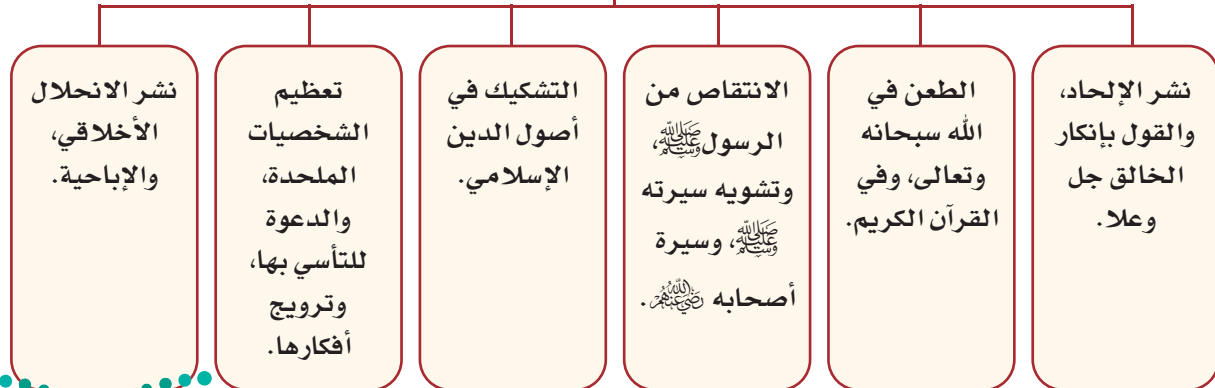 نشر الإلحاد،
والقول بإنكار
الخالق جل
وعلا.
الطعن في
الله سبحانه
وتعالى، وفي
القرآن الكريم.
الانتقاص من
الرسول ﷺ،
وتشويه سيرته
ﷺ، وسيرة
أصحابه رضي الله عنهم.
التشكيك في
أصول الدين
الإسلامي.
تعظيم
الشخصيات
الملحدة،
والدعوة
للتأسي بها،
وترويج
أفكارها.
نشر الانحلال
الأخلاقي،
والإباحية.